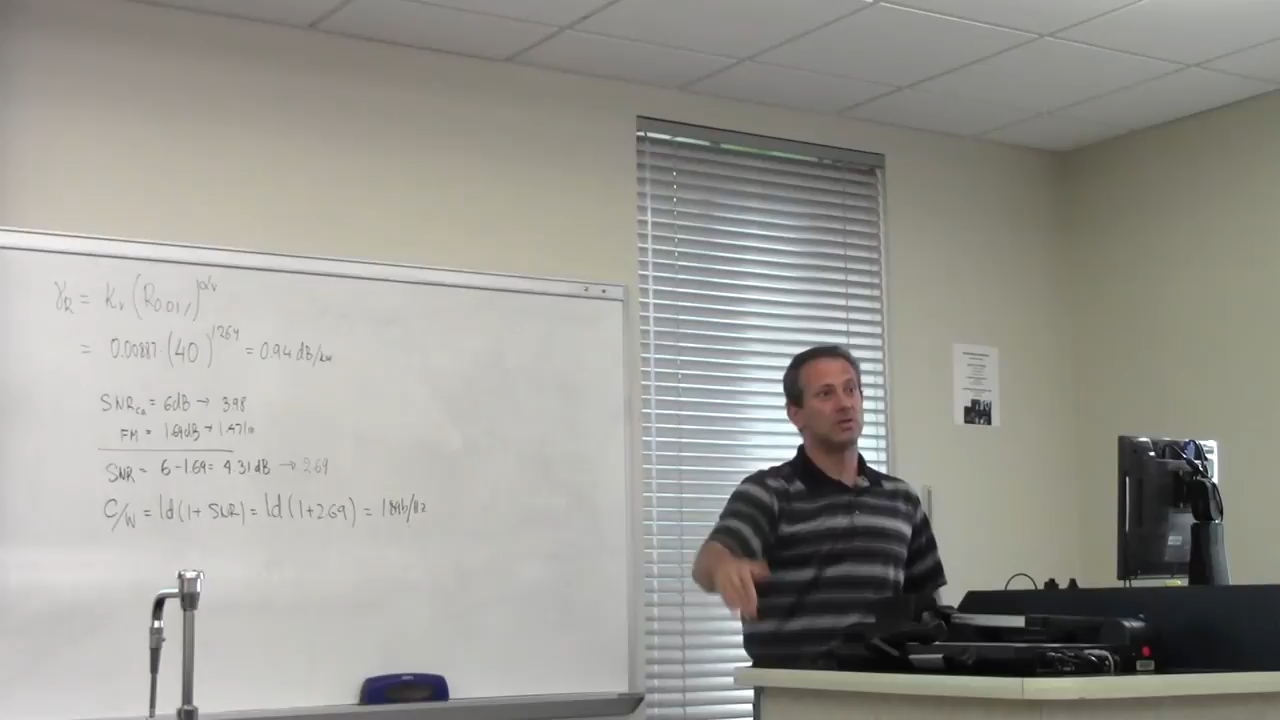 γR = Kv (R0.01)^αv
= 0.00887·(40)^1.264 = 0.94 dB/km
SNRca = 6dB → 3.98
FM = 1.69dB → 1.4710
SNR = 6-1.69 = 4.31 dB → 2.69
C/W = ld(1+SNR) = ld(1+2.69) = 1.89b/Hz